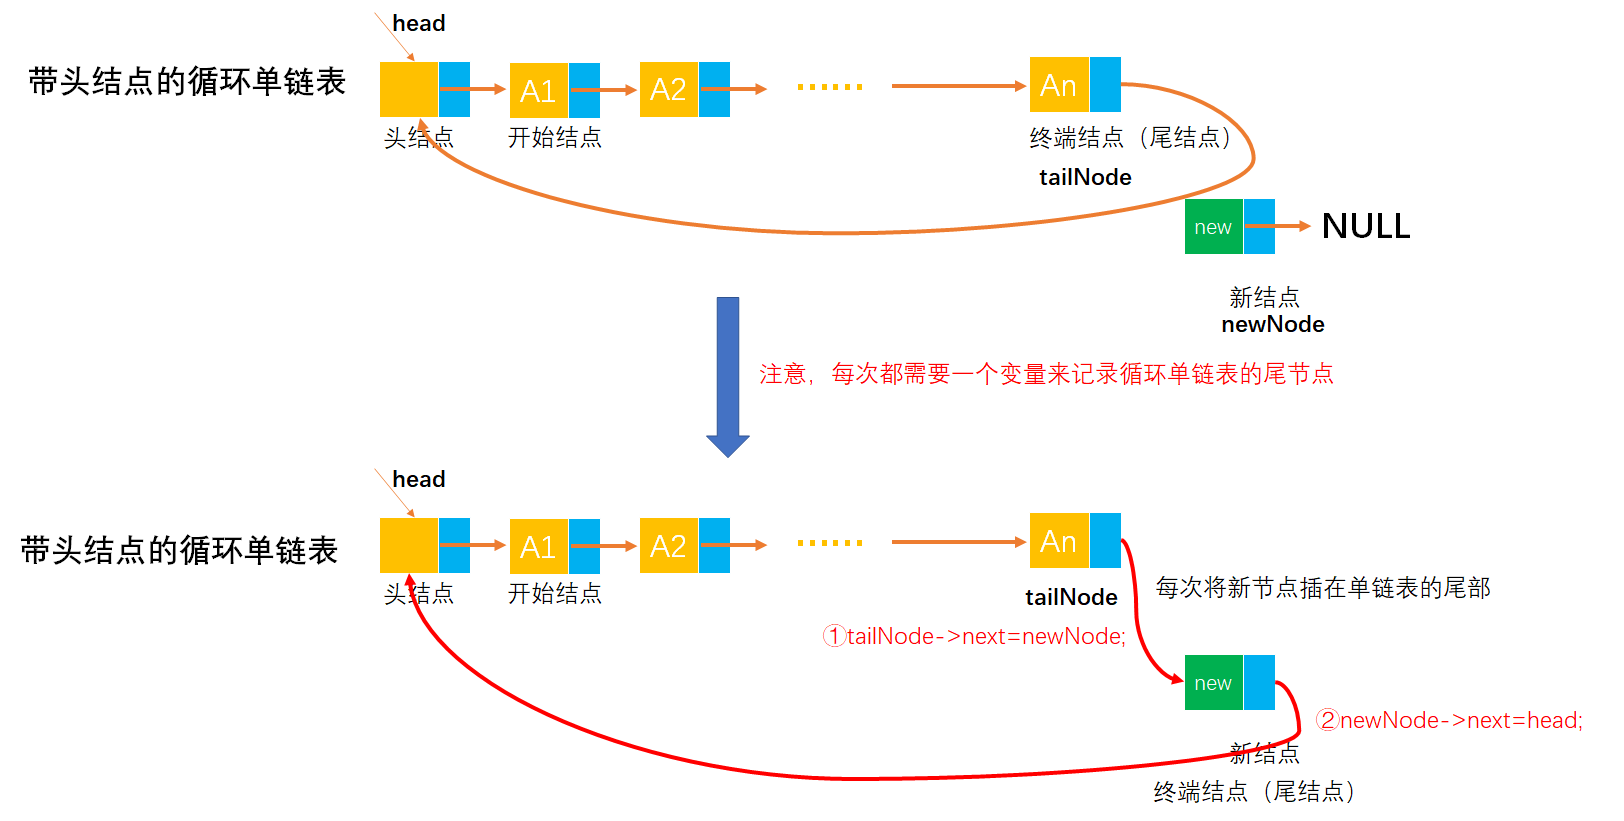 head
带头结点的循环单链表
A1
A2
······
An
头结点
开始结点
终端结点（尾结点）
tailNode
new
NULL
新结点
newNode
注意，每次都需要一个变量来记录循环单链表的尾节点
head
带头结点的循环单链表
A1
A2
······
An
头结点
开始结点
tailNode
每次将新节点插在单链表的尾部
①tailNode->next=newNode;
new
②newNode->next=head;
新结点
终端结点（尾结点）